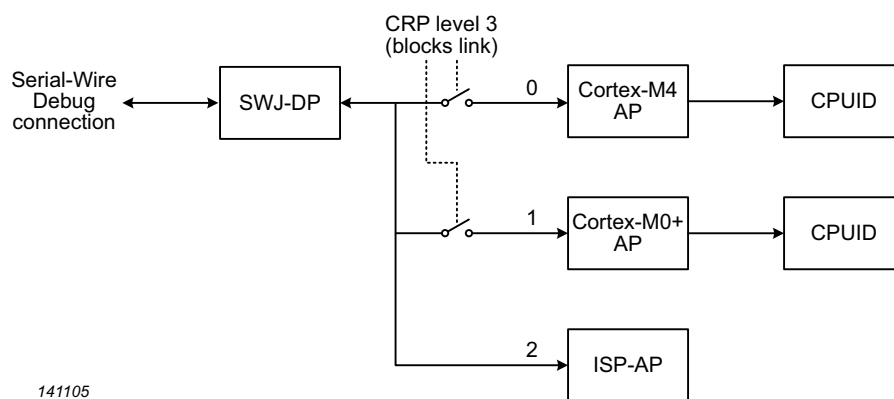 CRP level 3
(blocks link)
Serial-Wire
Debug
connection
SWJ-DP
0
Cortex-M4
AP
CPUID
1
Cortex-M0+
AP
CPUID
2
ISP-AP
141105